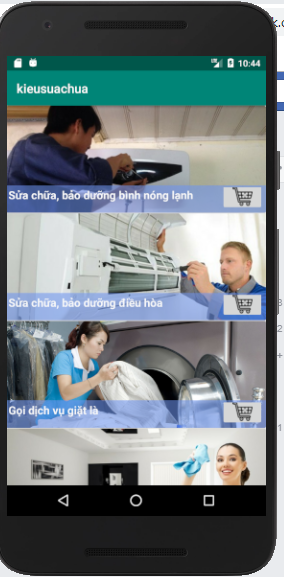 10:44
kieusuachua
Sửa chữa, bảo dưỡng bình nóng lạnh
Sửa chữa, bảo dưỡng điều hòa
Gọi dịch vụ giặt là